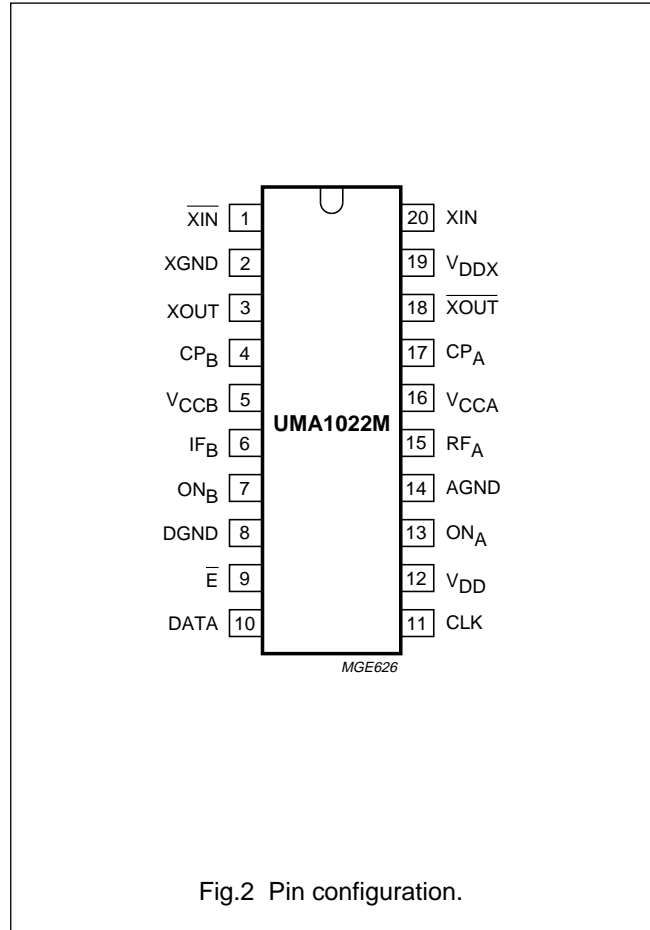 X̅I̅N̅ 1 20 XIN
XGND 2 19 VDDX
XOUT 3 18 X̅O̅U̅T̅
CPB 4 17 CPA
VCCB 5 16 VCCA
UMA1022M
IFB 6 15 RFA
ONB 7 14 AGND
DGND 8 13 ONA
E̅ 9 12 VDD
DATA 10 11 CLK
MGE626
Fig.2 Pin configuration.